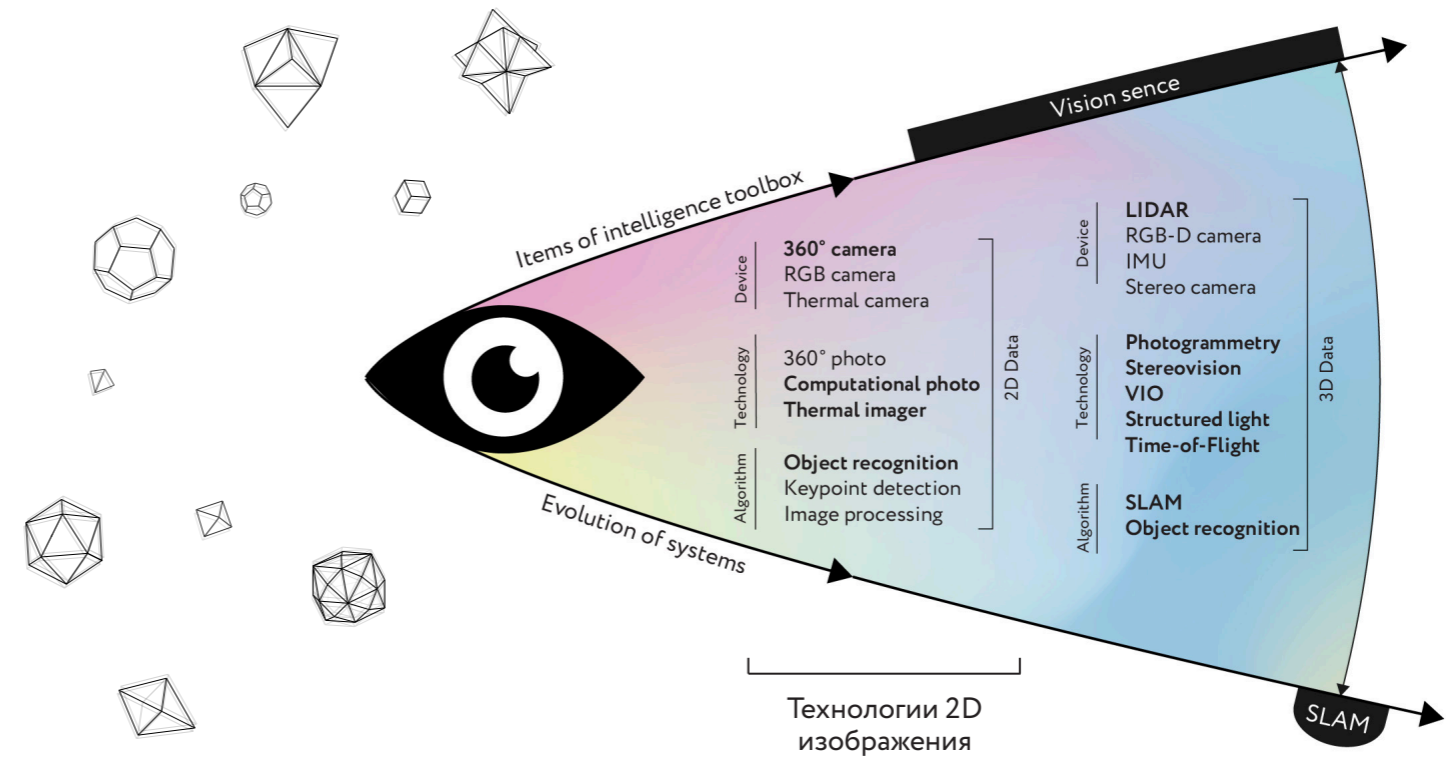 Vision sence
Items of intelligence toolbox
Device
360° camera
RGB camera
Thermal camera
Technology
360° photo
Computational photo
Thermal imager
Algorithm
Object recognition
Keypoint detection
Image processing
2D Data
Device
LIDAR
RGB-D camera
IMU
Stereo camera
Technology
Photogrammetry
Stereovision
VIO
Structured light
Time-of-Flight
Algorithm
SLAM
Object recognition
3D Data
Evolution of systems
SLAM
Технологии 2D
изображения